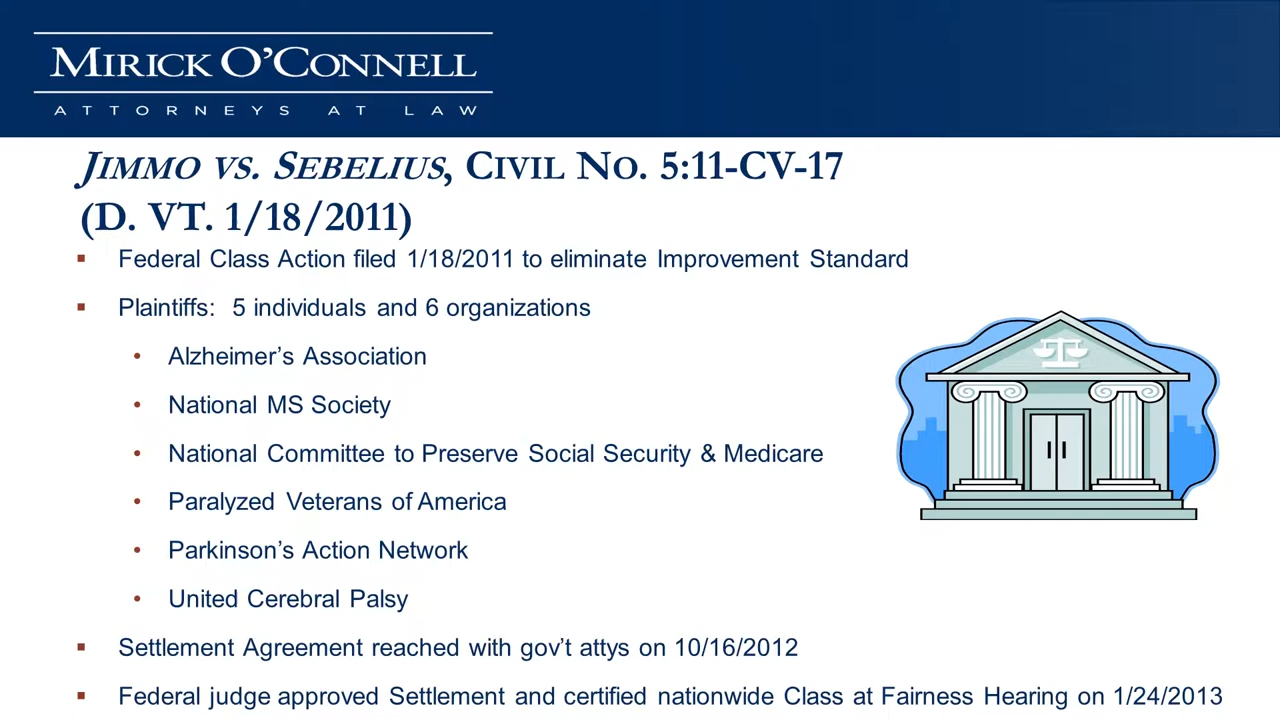 MIRICK O'CONNELL
ATTORNEYS AT LAW
JIMMO VS. SEBELIUS, CIVIL NO. 5:11-CV-17
(D. VT. 1/18/2011)
▪ Federal Class Action filed 1/18/2011 to eliminate Improvement Standard
▪ Plaintiffs: 5 individuals and 6 organizations
• Alzheimer's Association
• National MS Society
• National Committee to Preserve Social Security & Medicare
• Paralyzed Veterans of America
• Parkinson's Action Network
• United Cerebral Palsy
▪ Settlement Agreement reached with gov't attys on 10/16/2012
▪ Federal judge approved Settlement and certified nationwide Class at Fairness Hearing on 1/24/2013